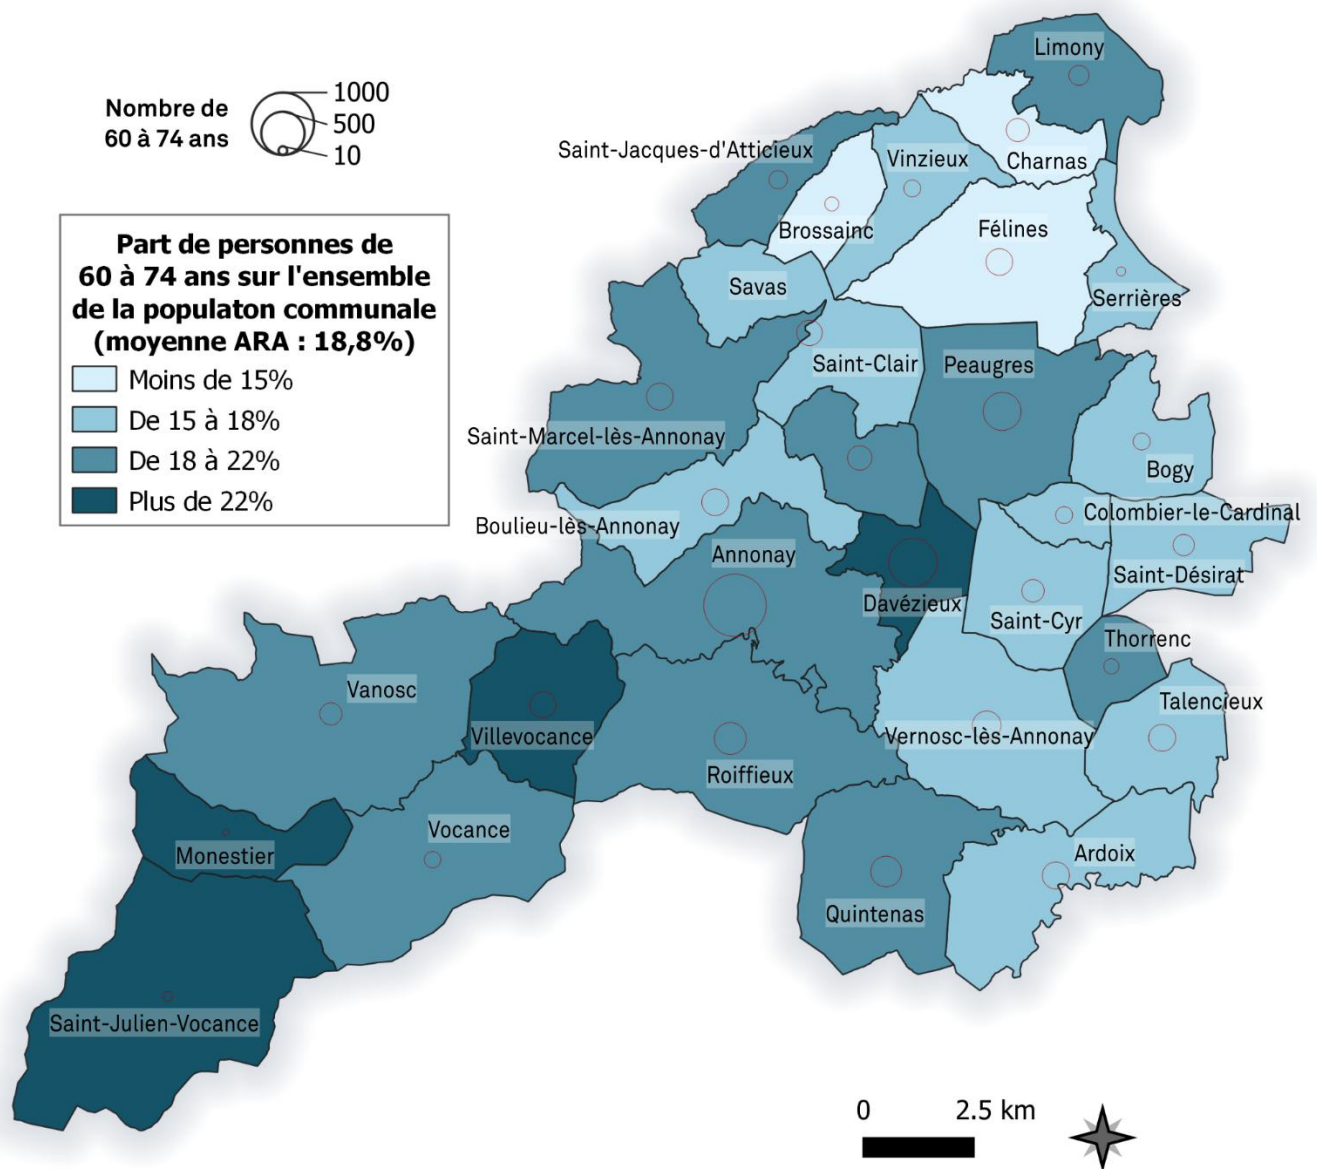 Limony
Nombre de
60 à 74 ans
1000
500
10
Saint-Jacques-d'Atticieux
Vinzieux
Charnas
Brossainc
Félines
Part de personnes de
60 à 74 ans sur l'ensemble
de la populaton communale
(moyenne ARA : 18,8%)
Moins de 15%
De 15 à 18%
De 18 à 22%
Plus de 22%
Savas
Serrières
Saint-Clair
Peaugres
Saint-Marcel-lès-Annonay
Bogy
Boulieu-lès-Annonay
Colombier-le-Cardinal
Annonay
Saint-Désirat
Davézieux
Saint-Cyr
Thorrenc
Vanosc
Talencieux
Villevocance
Vernosc-lès-Annonay
Roiffieux
Vocance
Monestier
Ardoix
Quintenas
Saint-Julien-Vocance
0 2.5 km